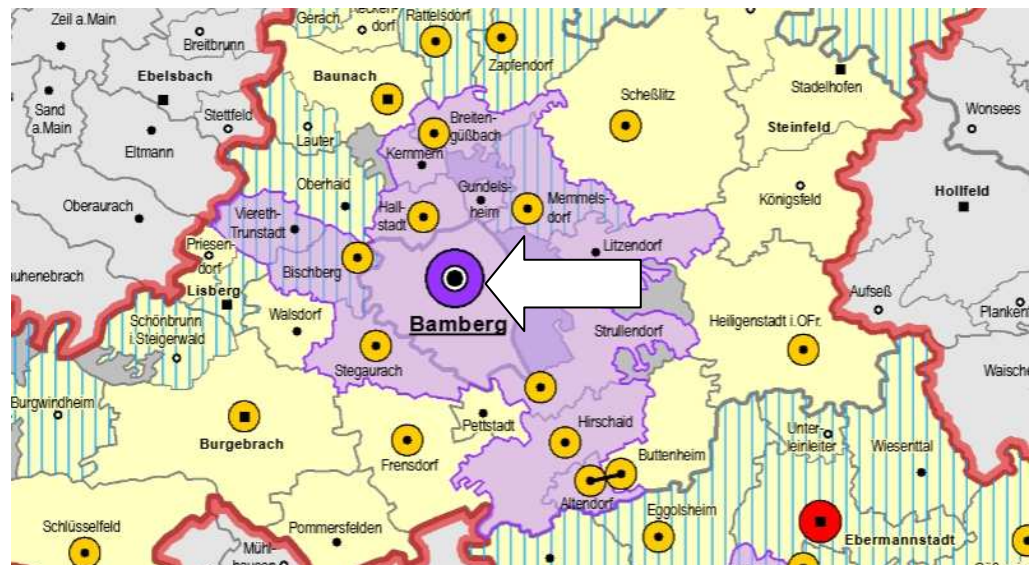 Zeil a.Main
Breitbrunn
Gerach
dorf
Rattelsdorf
Zapfendorf
Ebelsbach
Baunach
Stadelhofen
Sand
a.Main
Stettfeld
Scheßlitz
Wonsees
Eltmann
Lauter
Breiten-
güßbach
Steinfeld
Kemmern
Oberhaid
Gundels-
heim
Memmels-
dorf
Königsfeld
Hollfeld
Oberaurach
Viereth-
Trunstadt
Hall-
stadt
Litzendorf
Priesen-
dorf
Bischberg
Lisberg
Aufseß
Walsdorf
Bamberg
Strullendorf
Heiligenstadt i.OFr.
Schönbrunn
i.Steigerwald
Stegaurach
Burgwindheim
Pettstadt
Hirschaid
Unter-
leinleiter
Wiesenttal
Burgebrach
Frensdorf
Buttenheim
Altendorf
Eggolsheim
Schlüsselfeld
Pommersfelden
Ebermannstadt
Mühl-
hausen